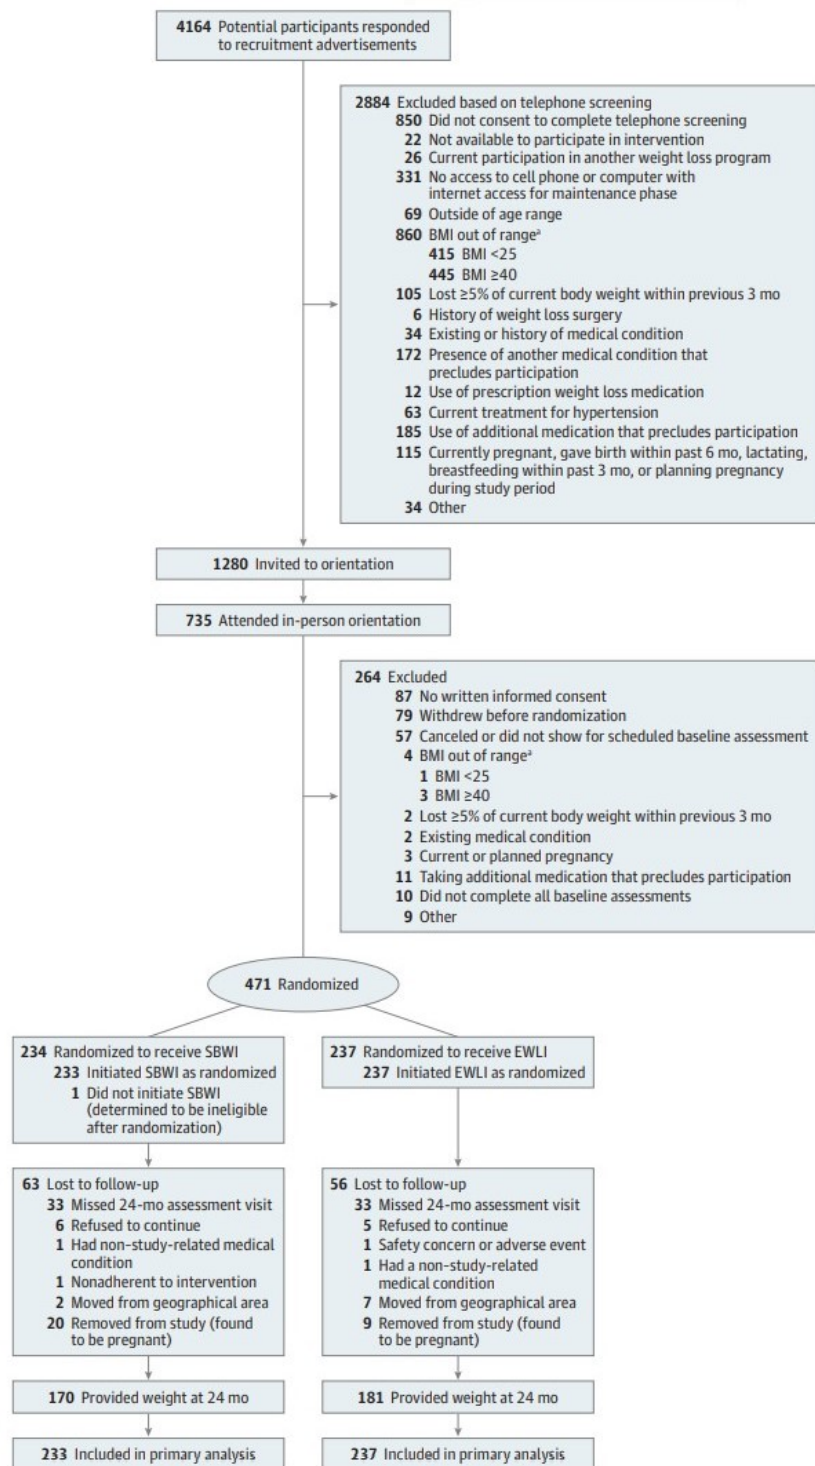 4164 Potential participants responded
to recruitment advertisements
2884 Excluded based on telephone screening
850 Did not consent to complete telephone screening
22 Not available to participate in intervention
26 Current participation in another weight loss program
331 No access to cell phone or computer with
internet access for maintenance phase
69 Outside of age range
860 BMI out of rangeᵃ
415 BMI <25
445 BMI ≥40
105 Lost ≥5% of current body weight within previous 3 mo
6 History of weight loss surgery
34 Existing or history of medical condition
172 Presence of another medical condition that
precludes participation
12 Use of prescription weight loss medication
63 Current treatment for hypertension
185 Use of additional medication that precludes participation
115 Currently pregnant, gave birth within past 6 mo, lactating,
breastfeeding within past 3 mo, or planning pregnancy
during study period
34 Other
1280 Invited to orientation
735 Attended in-person orientation
264 Excluded
87 No written informed consent
79 Withdrew before randomization
57 Canceled or did not show for scheduled baseline assessment
4 BMI out of rangeᵃ
1 BMI <25
3 BMI ≥40
2 Lost ≥5% of current body weight within previous 3 mo
2 Existing medical condition
3 Current or planned pregnancy
11 Taking additional medication that precludes participation
10 Did not complete all baseline assessments
9 Other
471 Randomized
234 Randomized to receive SBWI
233 Initiated SBWI as randomized
1 Did not initiate SBWI
(determined to be ineligible
after randomization)
237 Randomized to receive EWLI
237 Initiated EWLI as randomized
63 Lost to follow-up
33 Missed 24-mo assessment visit
6 Refused to continue
1 Had non-study-related medical
condition
1 Nonadherent to intervention
2 Moved from geographical area
20 Removed from study (found
to be pregnant)
56 Lost to follow-up
33 Missed 24-mo assessment visit
5 Refused to continue
1 Safety concern or adverse event
1 Had a non-study-related
medical condition
7 Moved from geographical area
9 Removed from study (found
to be pregnant)
170 Provided weight at 24 mo
181 Provided weight at 24 mo
233 Included in primary analysis
237 Included in primary analysis